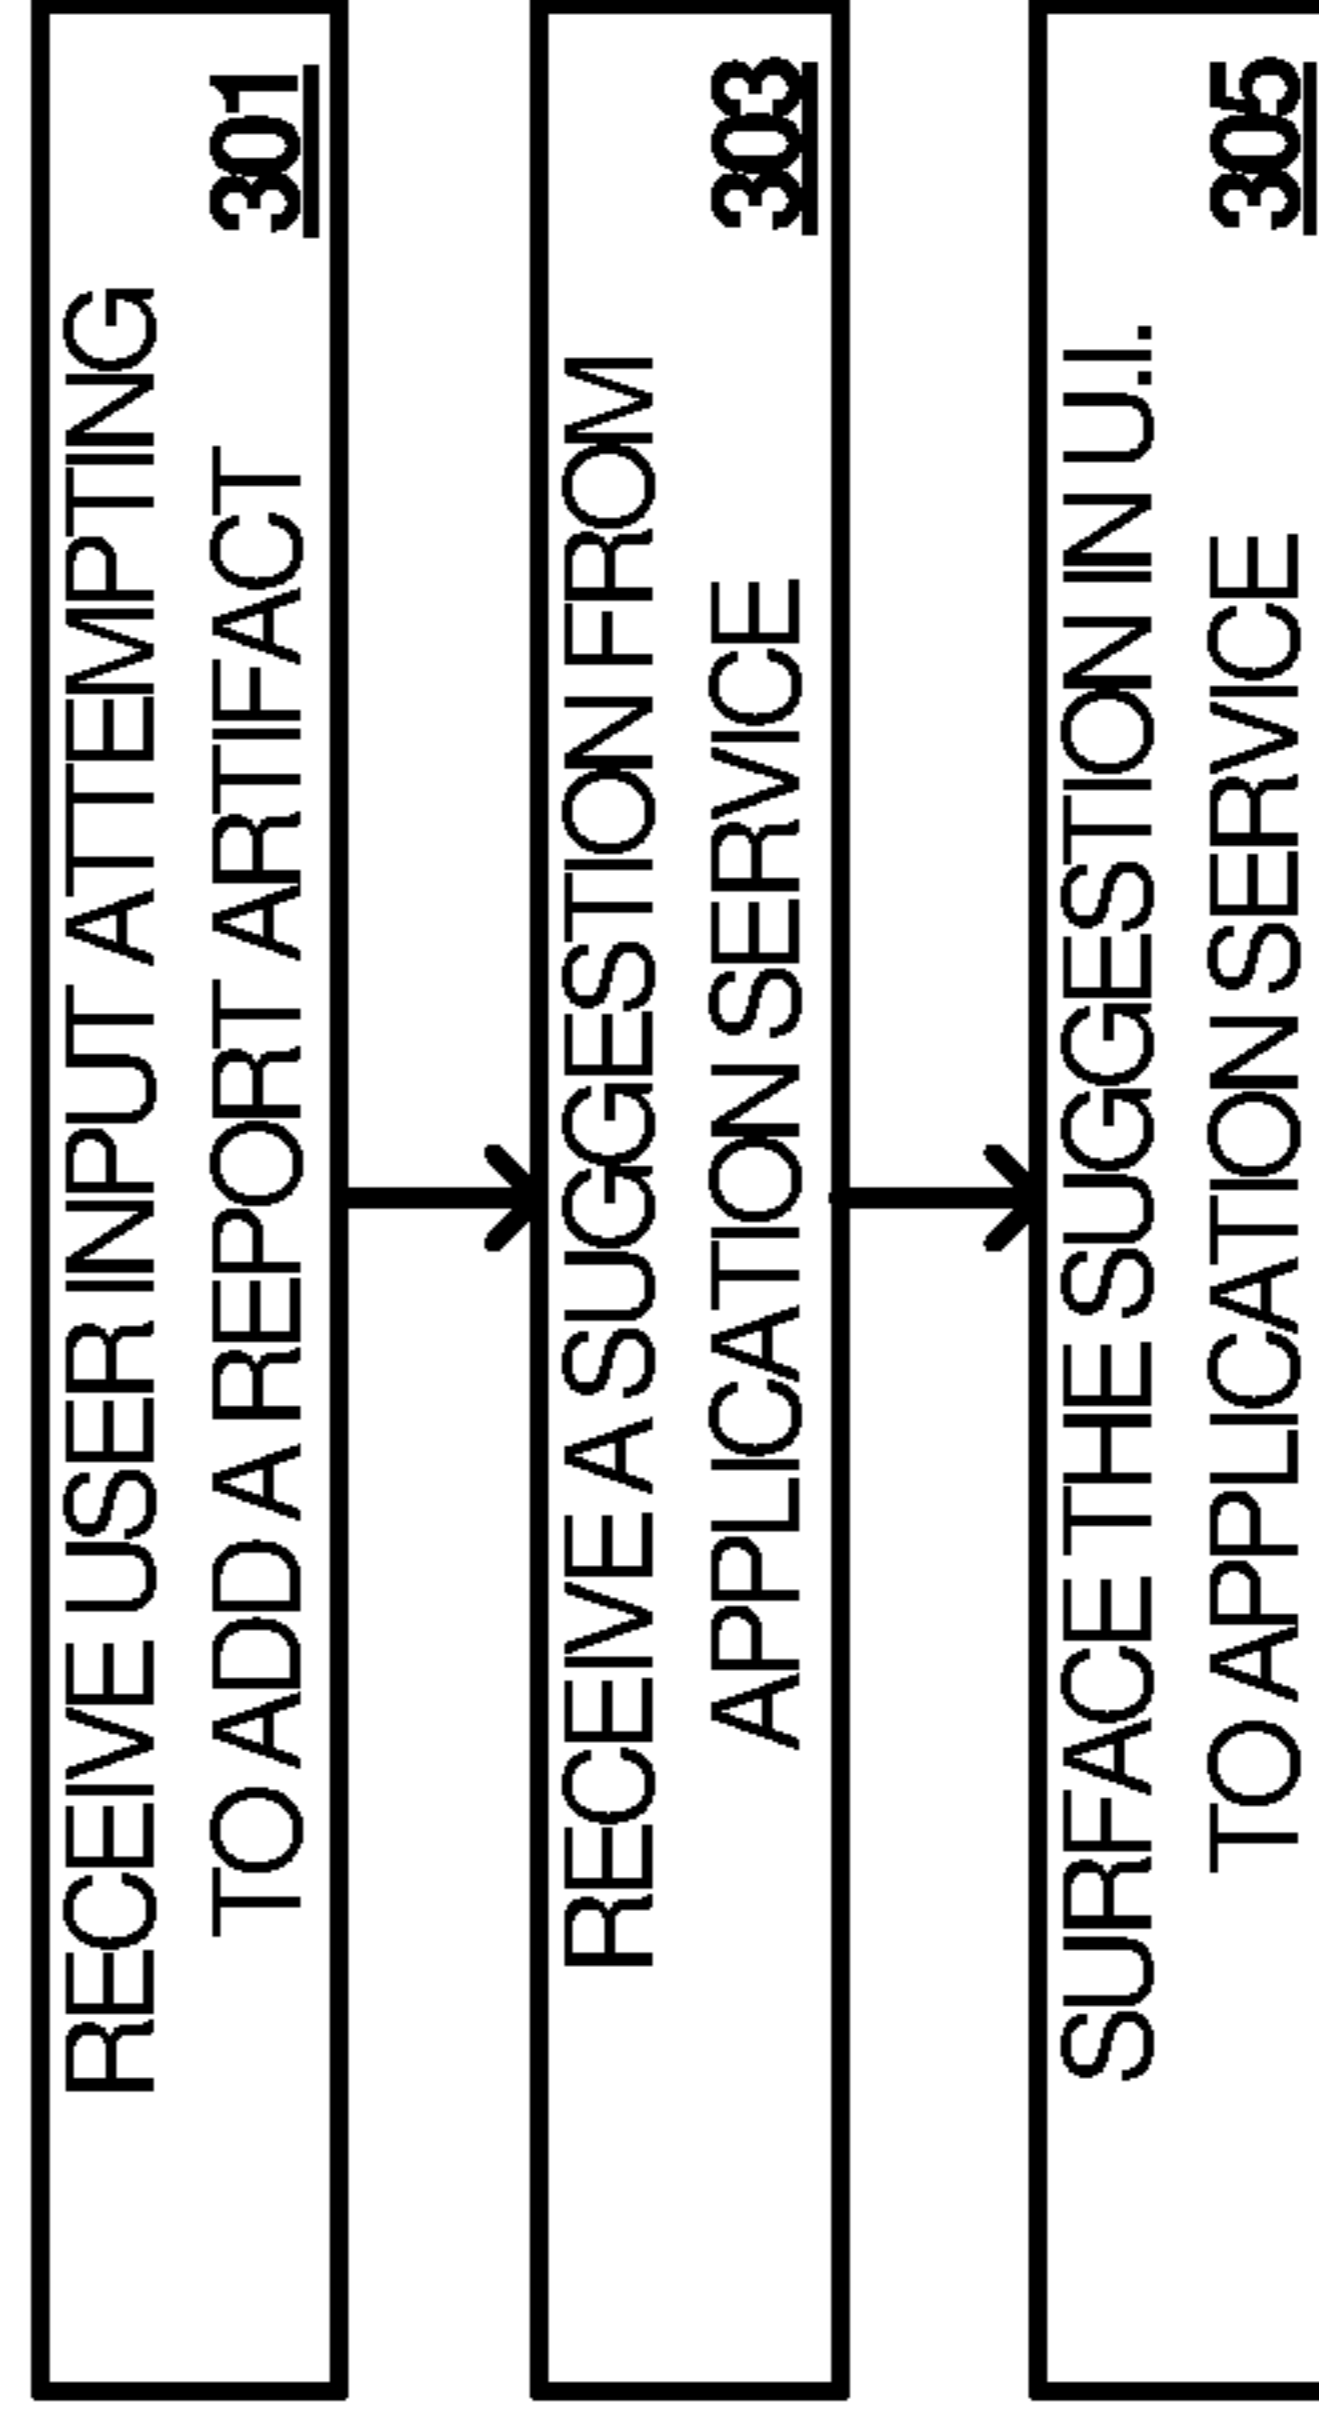 RECEIVE USER INPUT ATTEMPTING
TO ADD A REPORT ARTIFACT
301
RECEIVE A SUGGESTION FROM
APPLICATION SERVICE
303
SURFACE THE SUGGESTION IN U.I.
TO APPLICATION SERVICE
305